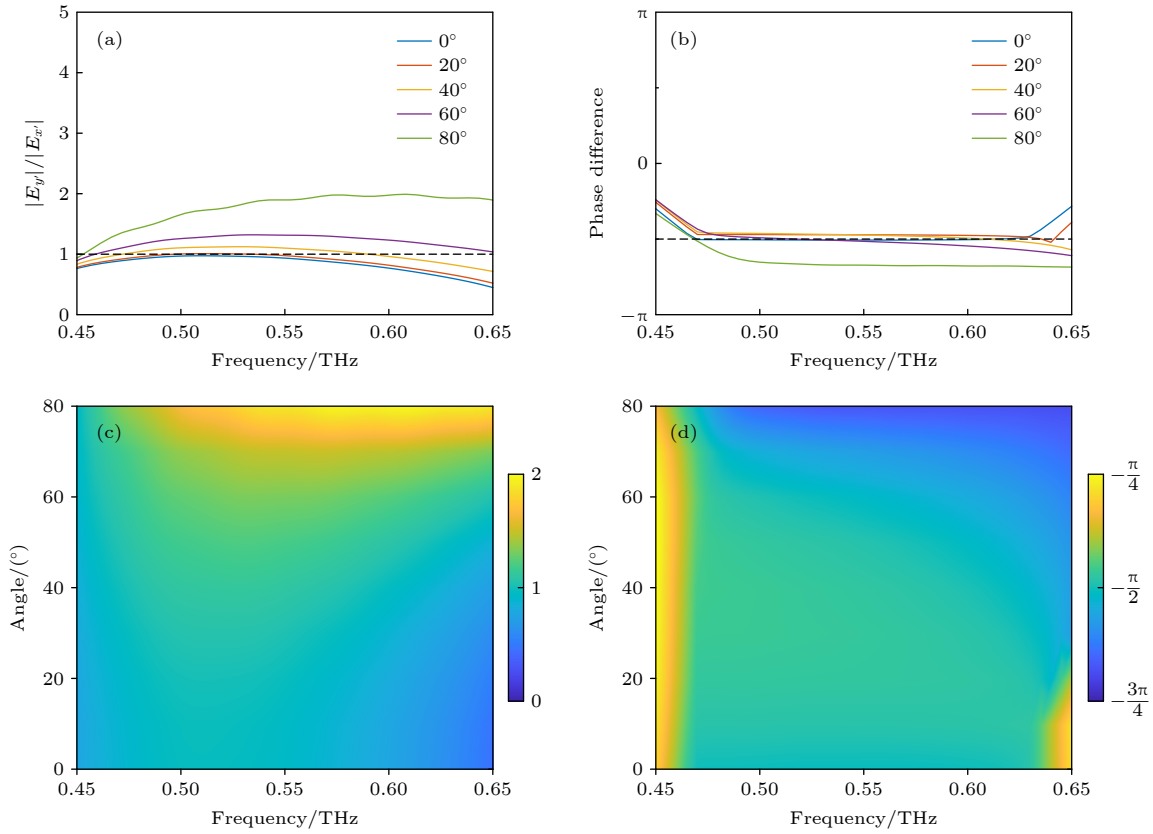 (a)
0°
20°
40°
60°
80°
|E_y′|/|E_x′|
5
4
3
2
1
0
0.45 0.50 0.55 0.60 0.65
Frequency/THz
(b)
0°
20°
40°
60°
80°
Phase difference
π
0
−π
0.45 0.50 0.55 0.60 0.65
Frequency/THz
(c)
Angle/(°)
80
60
40
20
0
0.45 0.50 0.55 0.60 0.65
Frequency/THz
2
1
0
(d)
Angle/(°)
80
60
40
20
0
0.45 0.50 0.55 0.60 0.65
Frequency/THz
−π/4
−π/2
−3π/4